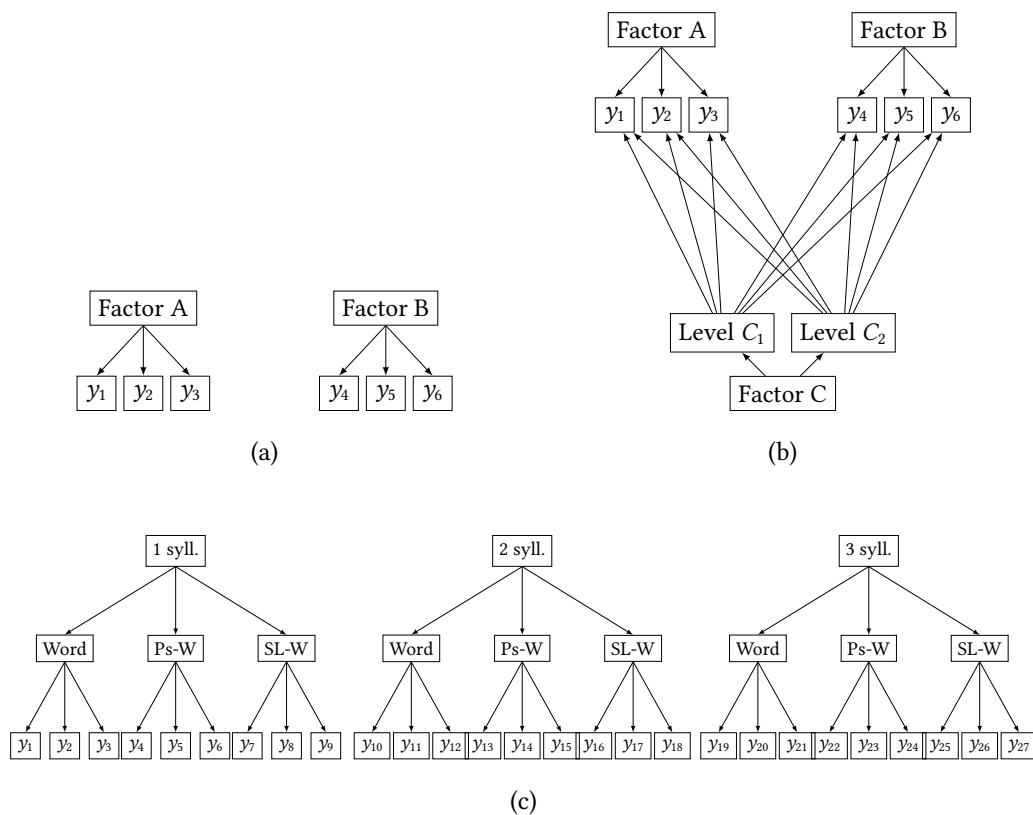 Factor A Factor B
y1 y2 y3 y4 y5 y6
(a)
Factor A Factor B
y1 y2 y3 y4 y5 y6
Level C1 Level C2
Factor C
(b)
1 syll. 2 syll. 3 syll.
Word Ps-W SL-W Word Ps-W SL-W Word Ps-W SL-W
y1 y2 y3 y4 y5 y6 y7 y8 y9 y10 y11 y12 y13 y14 y15 y16 y17 y18 y19 y20 y21 y22 y23 y24 y25 y26 y27
(c)